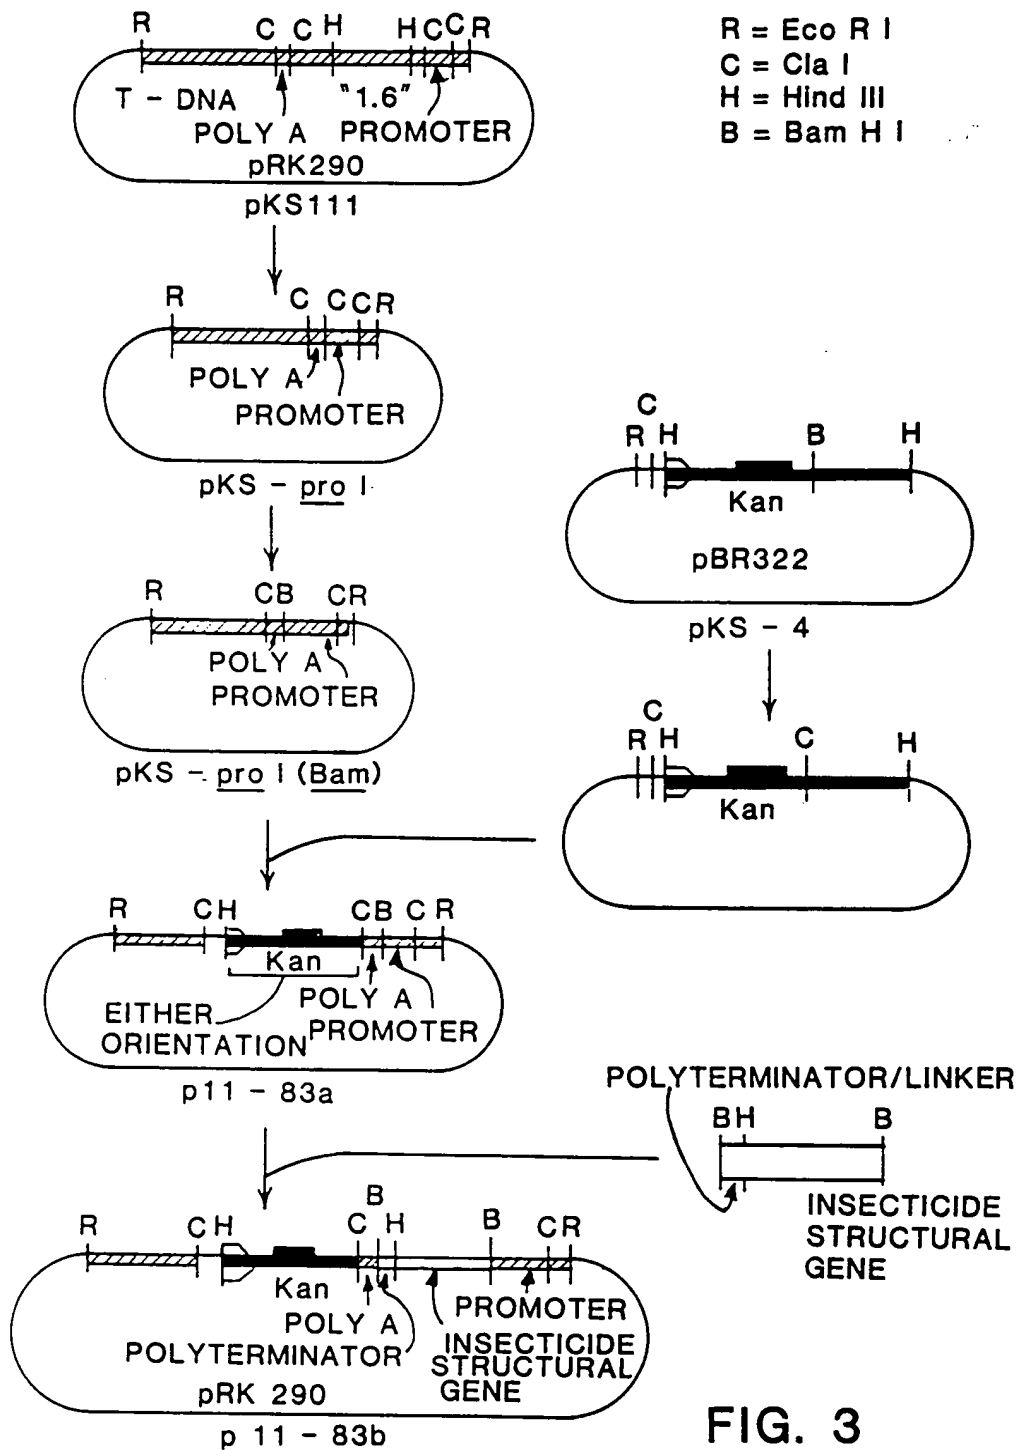 R = Eco R I
C = Cla I
H = Hind III
B = Bam H I
R C C H H C C R
T - DNA "1.6"
POLY A PROMOTER
pRK290
pKS111
R C C C R
POLY A
PROMOTER
pKS - pro I
C
R H B H
Kan
pBR322
pKS - 4
R C B C R
POLY A
PROMOTER
pKS - pro I (Bam)
C
R H C H
Kan
R C H C B C R
Kan
POLY A
PROMOTER
EITHER
ORIENTATION
p11 - 83a
POLYTERMINATOR/LINKER
B H B
INSECTICIDE
STRUCTURAL
GENE
B
R C H C H B C R
Kan
POLY A PROMOTER
POLYTERMINATOR INSECTICIDE
STRUCTURAL
GENE
pRK 290
p 11 - 83b
FIG. 3